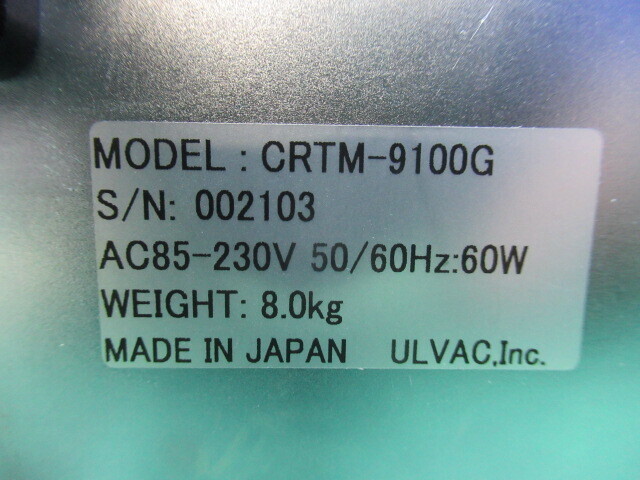 MODEL : CRTM-9100G
S/N: 002103
AC85-230V 50/60Hz:60W
WEIGHT: 8.0kg
MADE IN JAPAN ULVAC,Inc.